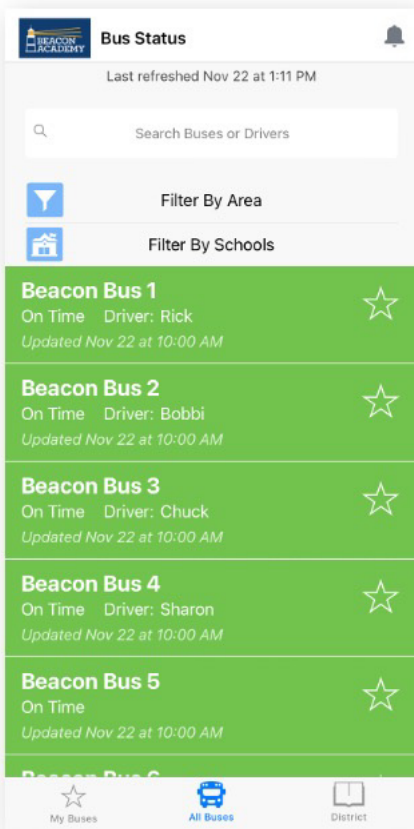 BEACON
ACADEMY
Bus Status
Last refreshed Nov 22 at 1:11 PM
Search Buses or Drivers
Filter By Area
Filter By Schools
Beacon Bus 1
On Time Driver: Rick
Updated Nov 22 at 10:00 AM
Beacon Bus 2
On Time Driver: Bobbi
Updated Nov 22 at 10:00 AM
Beacon Bus 3
On Time Driver: Chuck
Updated Nov 22 at 10:00 AM
Beacon Bus 4
On Time Driver: Sharon
Updated Nov 22 at 10:00 AM
Beacon Bus 5
On Time
Updated Nov 22 at 10:00 AM
Beacon Bus 6
My Buses All Buses District